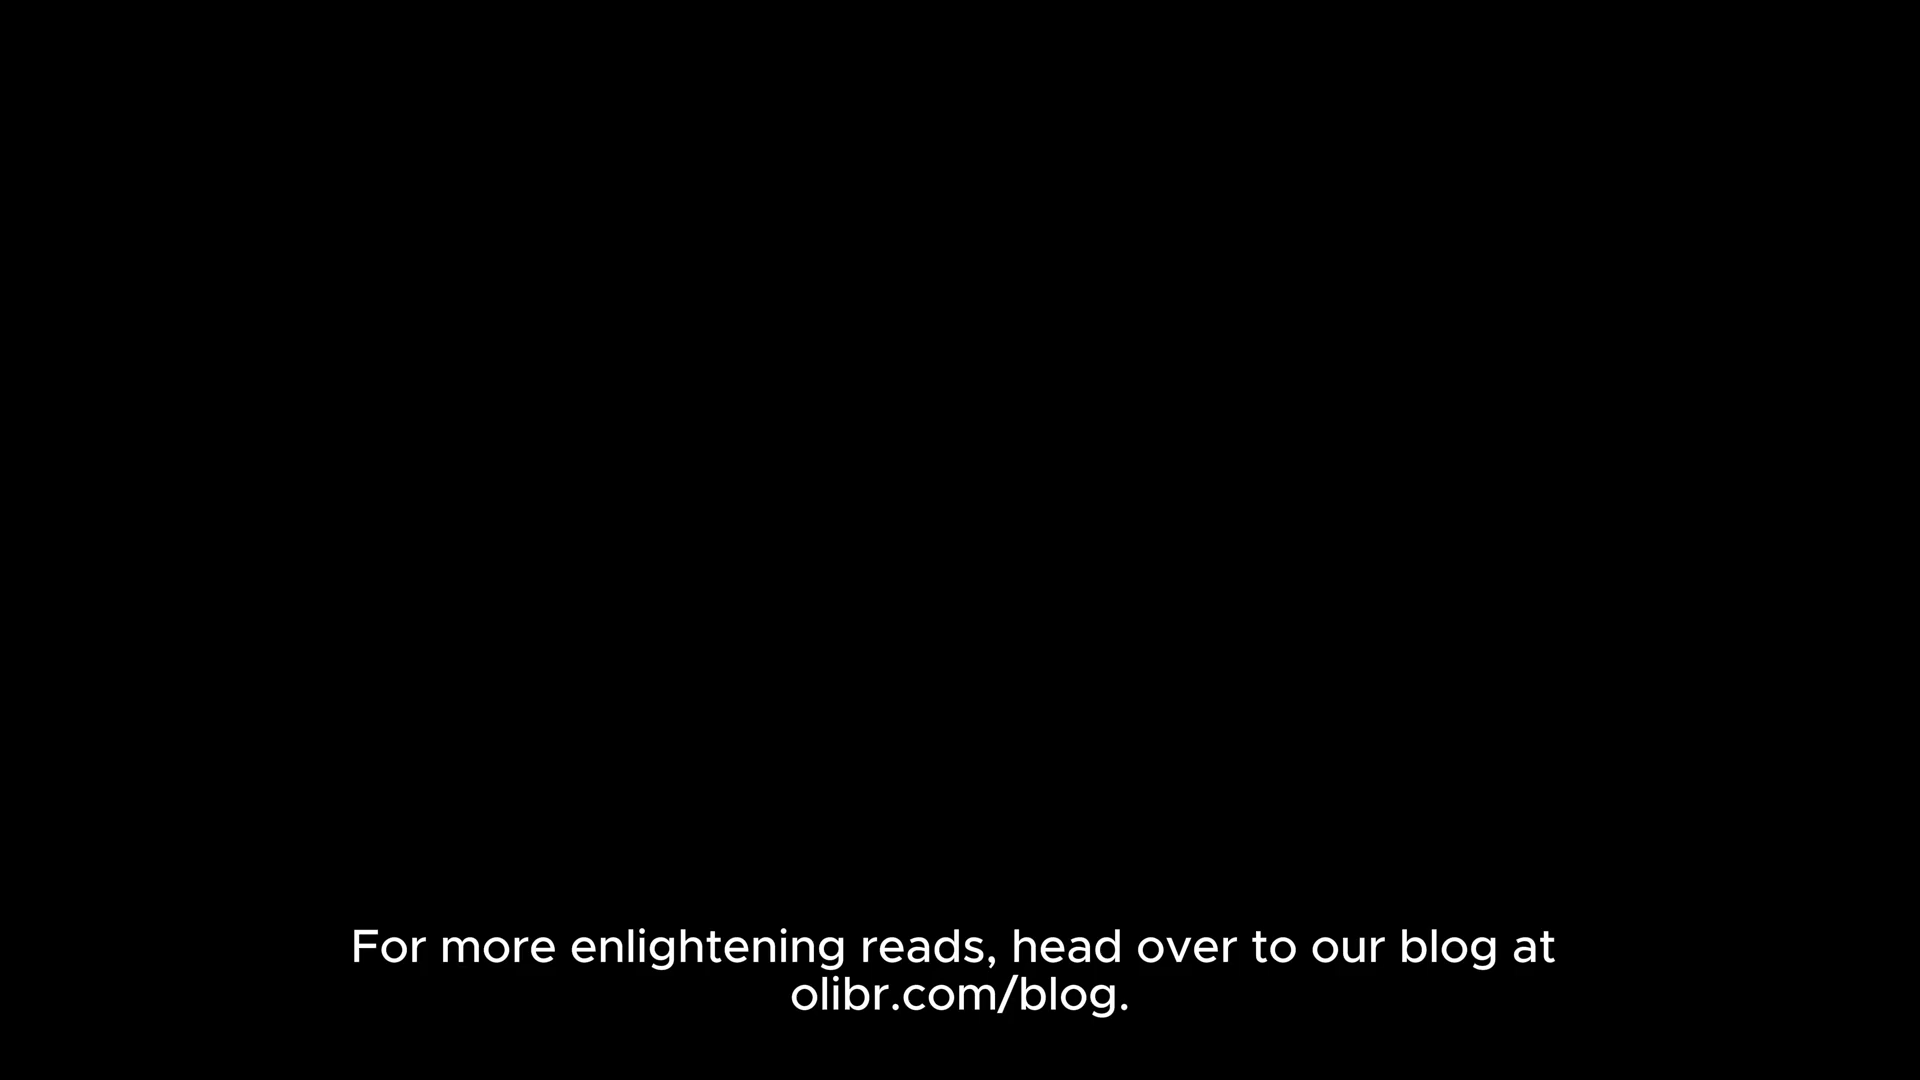 For more enlightening reads, head over to our blog at
olibr.com/blog.